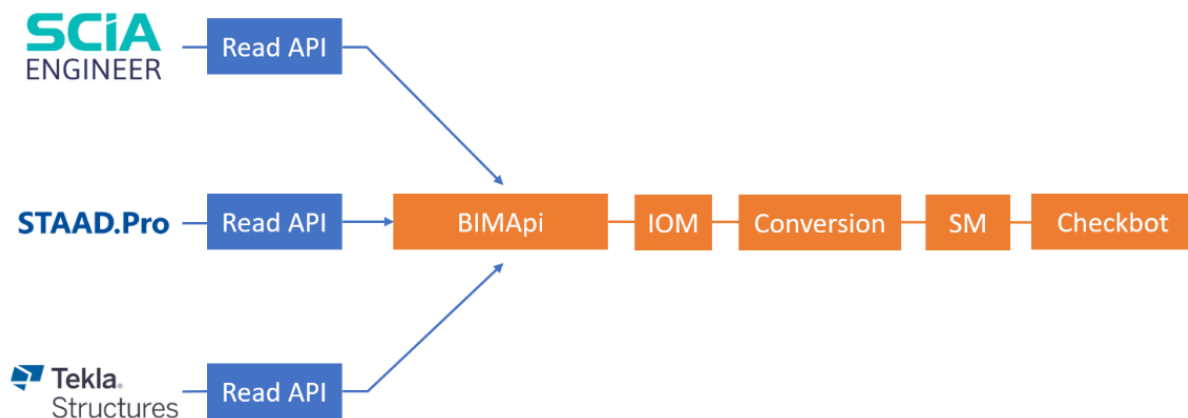 SCiA
ENGINEER
Read API
STAAD.Pro
Read API
BIMApi
IOM
Conversion
SM
Checkbot
Tekla.
Structures
Read API